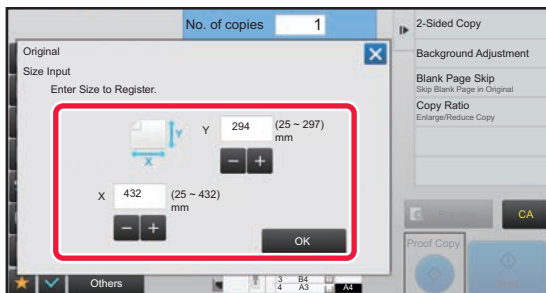 No. of copies 1
Original
Size Input
Enter Size to Register.
Y
X
Y 294 (25 ~ 297)
mm
X 432 (25 ~ 432)
mm
OK
2-Sided Copy
Background Adjustment
Blank Page Skip
Skip Blank Page in Original
Copy Ratio
Enlarge/Reduce Copy
CA
Proof Copy
Others
3 B4
4 A3
A4